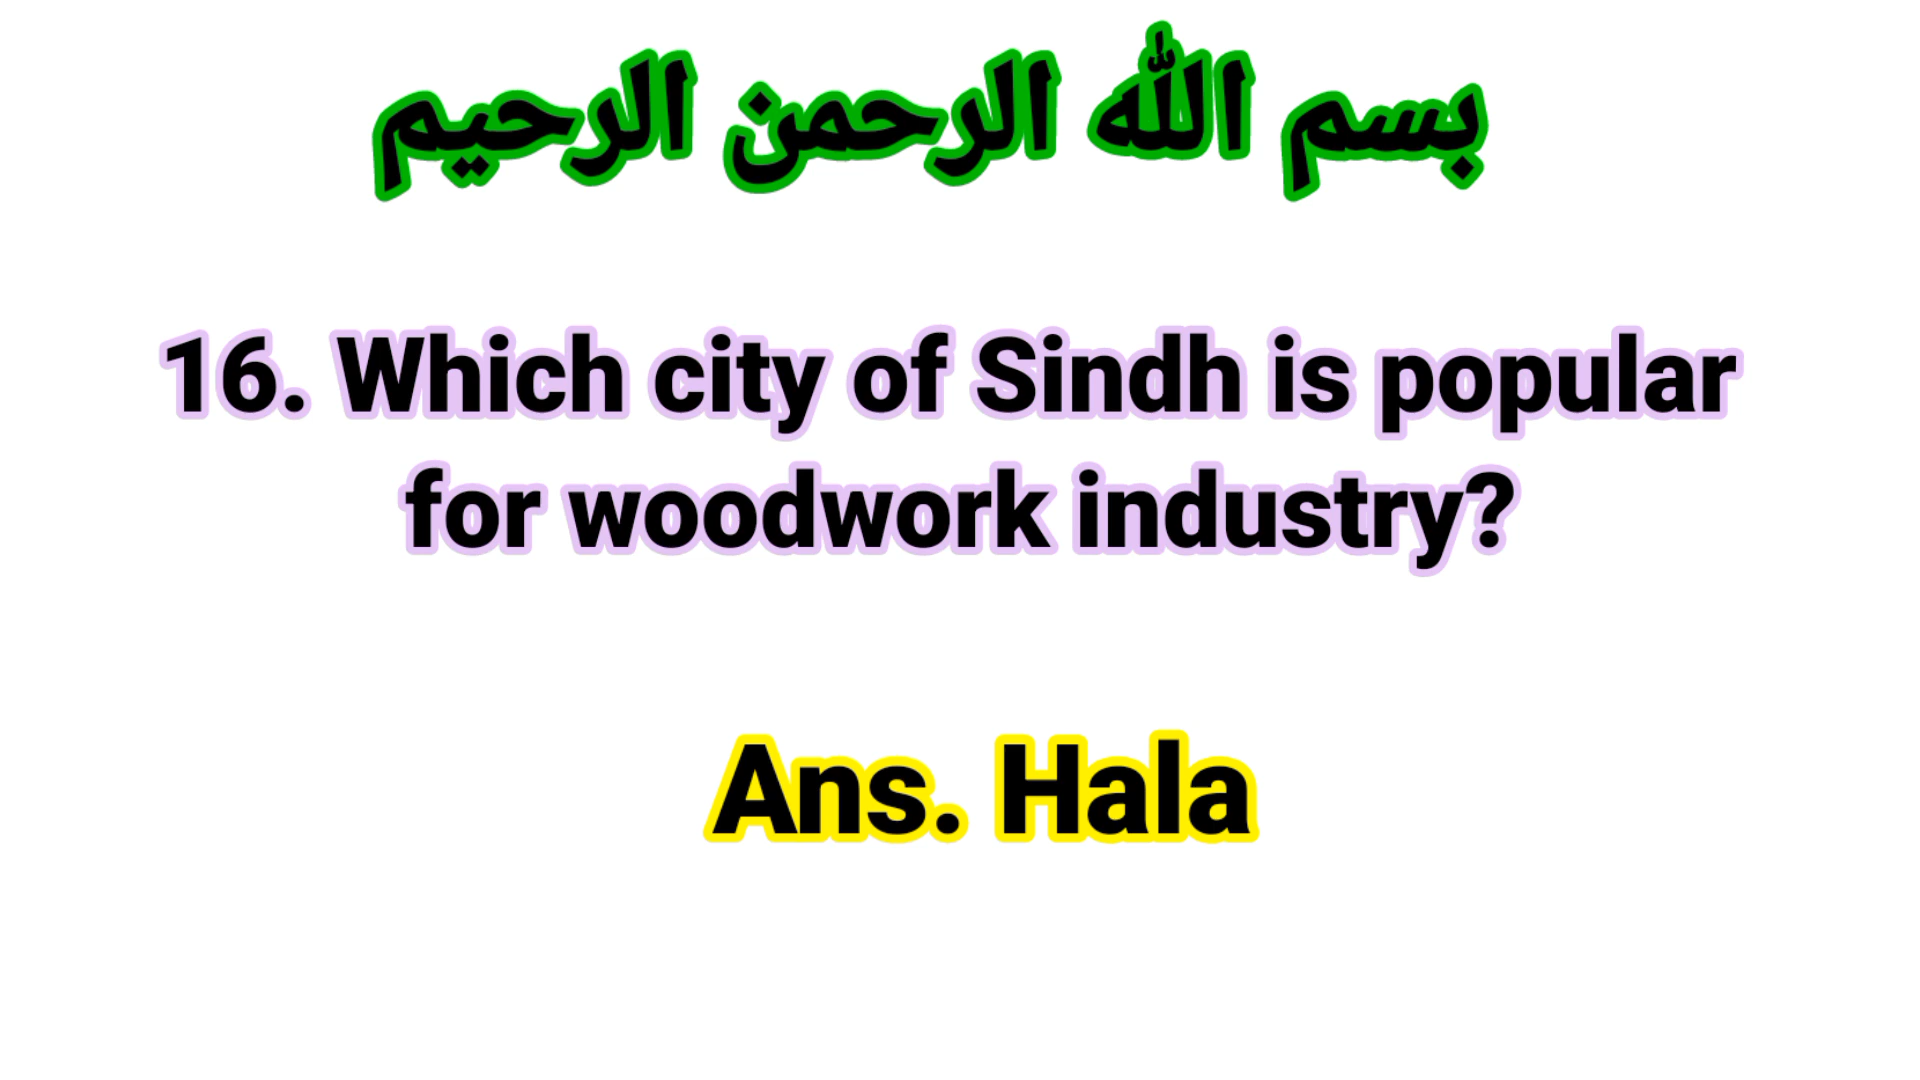 بسم الله الرحمن الرحيم
16. Which city of Sindh is popular
for woodwork industry?
Ans. Hala